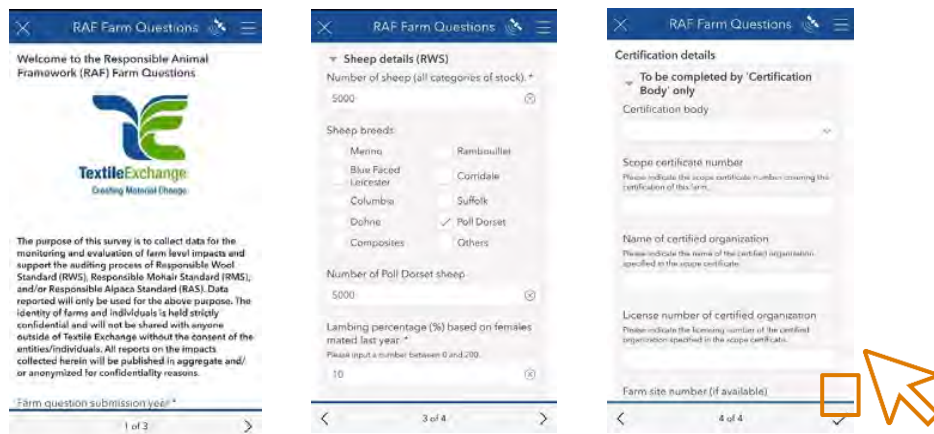 RAF Farm Questions
Welcome to the Responsible Animal
Framework (RAF) Farm Questions
TextileExchange
Creating Material Change
The purpose of this survey is to collect data for the
monitoring and evaluation of farm level impacts and
support the auditing process of Responsible Wool
Standard (RWS), Responsible Mohair Standard (RMS),
and/or Responsible Alpaca Standard (RAS). Data
reported will only be used for the above purpose. The
identity of farms and individuals is held strictly
confidential and will not be shared with anyone
outside of Textile Exchange without the consent of the
entities/individuals. All reports on the impacts
collected herein will be published in aggregate and/
or anonymized for confidentiality reasons.
Farm question submission year *
1 of 3
RAF Farm Questions
Sheep details (RWS)
Number of sheep (all categories of stock). *
5000
Sheep breeds
Merino Rambouillet
Blue Faced
Leicester Corridale
Columbia Suffolk
Dohne Poll Dorset
Composites Others
Number of Poll Dorset sheep
5000
Lambing percentage (%) based on females
mated last year. *
Please input a number between 0 and 200.
10
3 of 4
RAF Farm Questions
Certification details
To be completed by 'Certification
Body' only
Certification body
Scope certificate number
Please indicate the scope certificate number covering the
certification of this farm.
Name of certified organization
Please indicate the name of the certified organization
specified in the scope certificate.
License number of certified organization
Please indicate the licensing number of the certified
organization specified in the scope certificate.
Farm site number (if available)
4 of 4